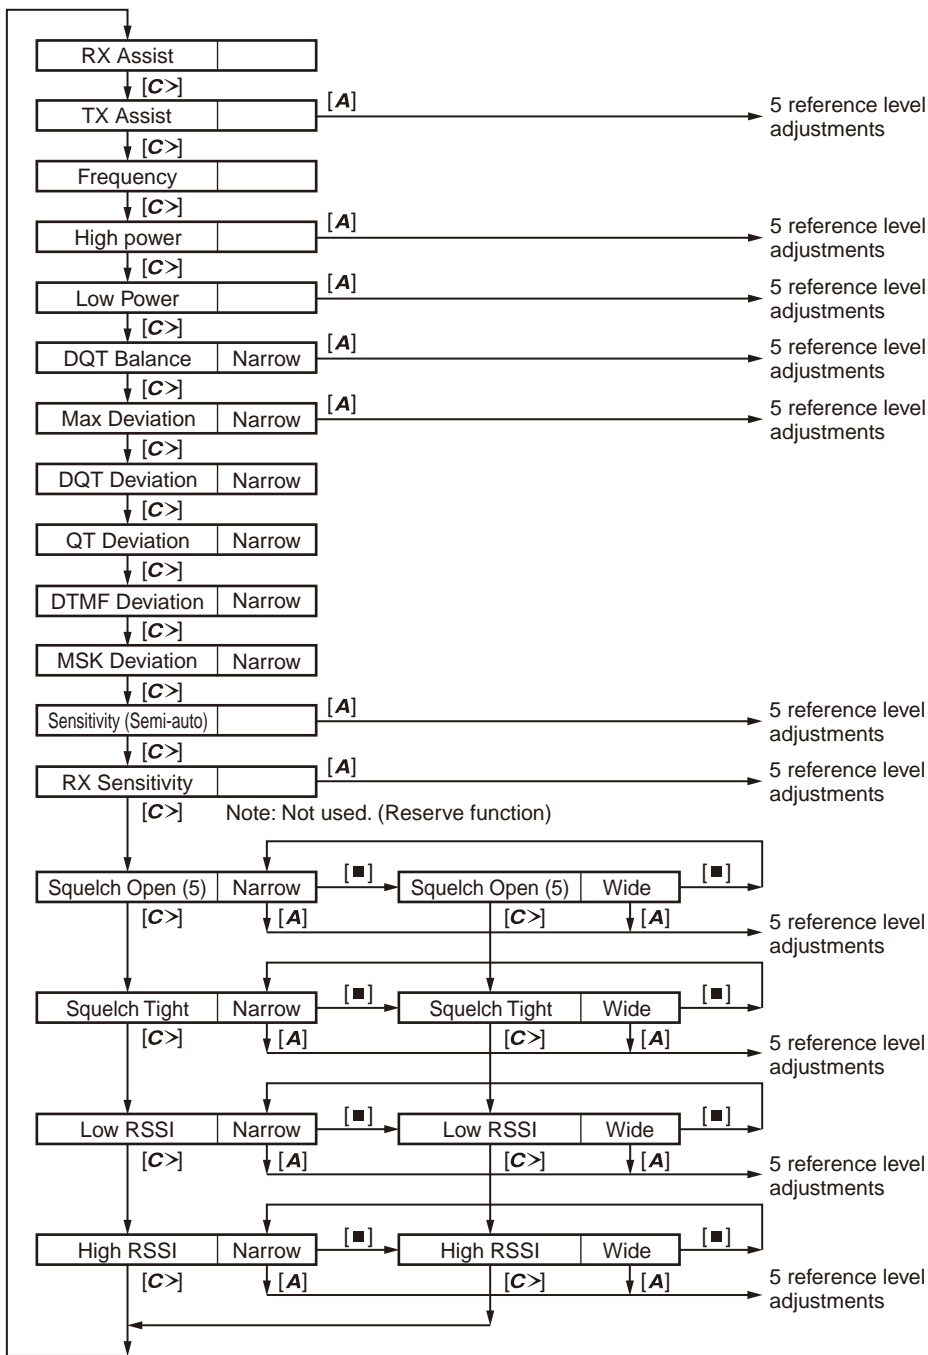 RX Assist
[C>]
TX Assist
[A]
5 reference level
adjustments
[C>]
Frequency
[C>]
High power
[A]
5 reference level
adjustments
[C>]
Low Power
[A]
5 reference level
adjustments
[C>]
DQT Balance Narrow
[A]
5 reference level
adjustments
[C>]
Max Deviation Narrow
[A]
5 reference level
adjustments
[C>]
DQT Deviation Narrow
[C>]
QT Deviation Narrow
[C>]
DTMF Deviation Narrow
[C>]
MSK Deviation Narrow
[C>]
Sensitivity (Semi-auto)
[A]
5 reference level
adjustments
[C>]
RX Sensitivity
[A]
5 reference level
adjustments
[C>] Note: Not used. (Reserve function)
Squelch Open (5) Narrow [■] Squelch Open (5) Wide [■]
[C>] [A] [C>] [A]
5 reference level
adjustments
Squelch Tight Narrow [■] Squelch Tight Wide [■]
[C>] [A] [C>] [A]
5 reference level
adjustments
Low RSSI Narrow [■] Low RSSI Wide [■]
[C>] [A] [C>] [A]
5 reference level
adjustments
High RSSI Narrow [■] High RSSI Wide [■]
[C>] [A] [C>] [A]
5 reference level
adjustments